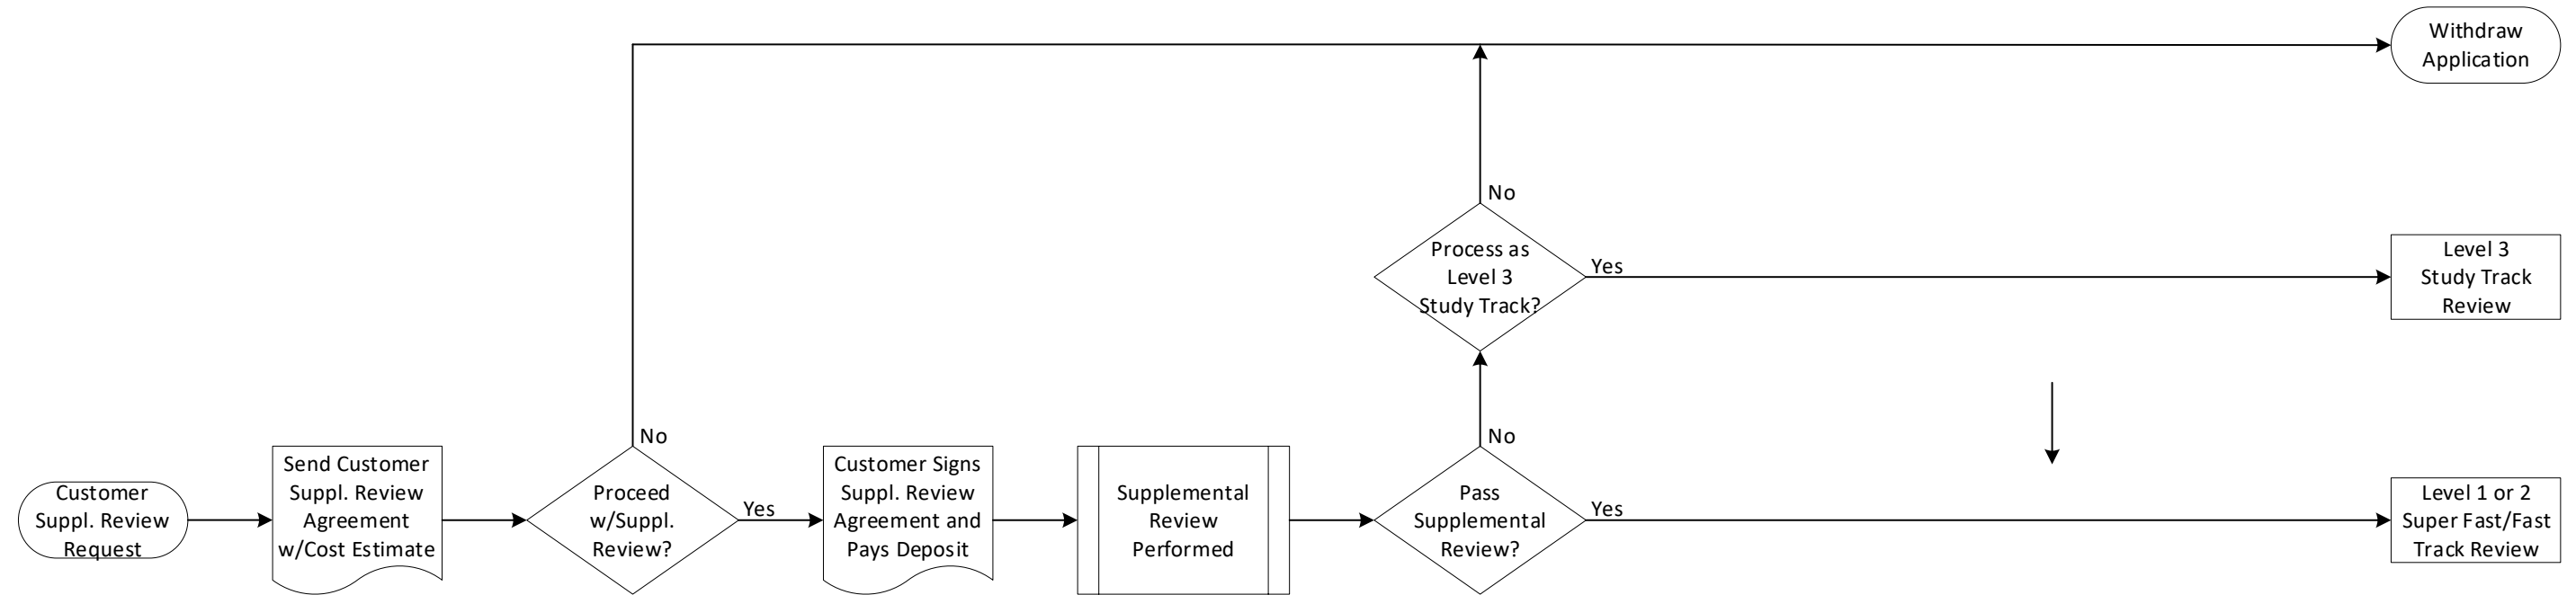 Withdraw
Application
No
Process as
Level 3
Study Track?
Yes
Level 3
Study Track
Review
Customer
Suppl. Review
Request
Send Customer
Suppl. Review
Agreement
w/Cost Estimate
No
Proceed
w/Suppl.
Review?
Yes
Customer Signs
Suppl. Review
Agreement and
Pays Deposit
Supplemental
Review
Performed
No
Pass
Supplemental
Review?
Yes
Level 1 or 2
Super Fast/Fast
Track Review